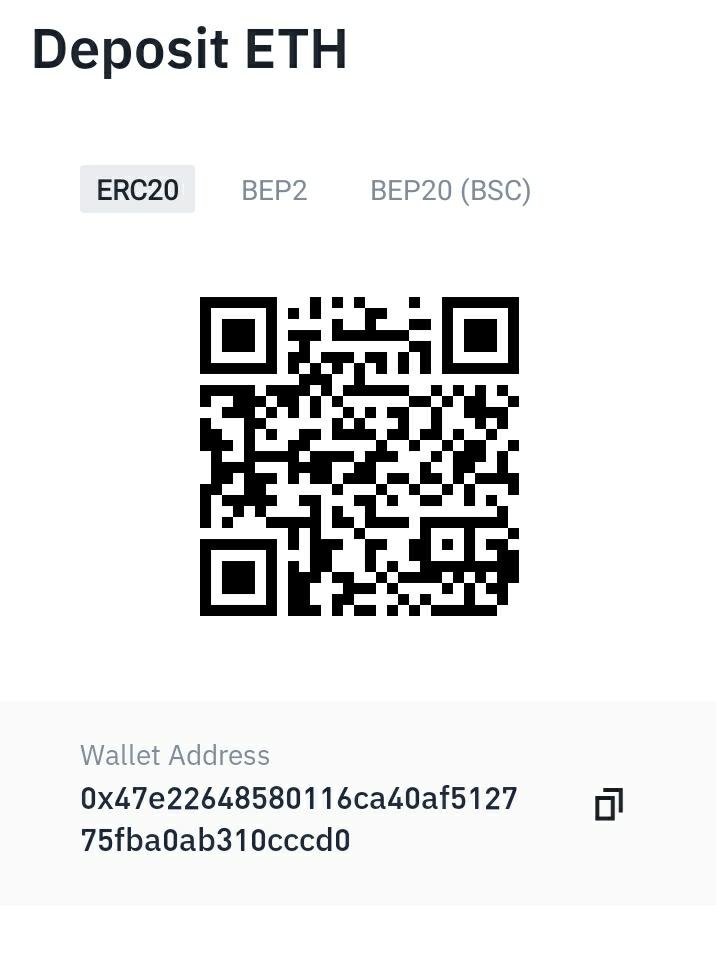 Deposit ETH
ERC20 BEP2 BEP20 (BSC)
Wallet Address
0x47e22648580116ca40af5127
75fba0ab310cccd0